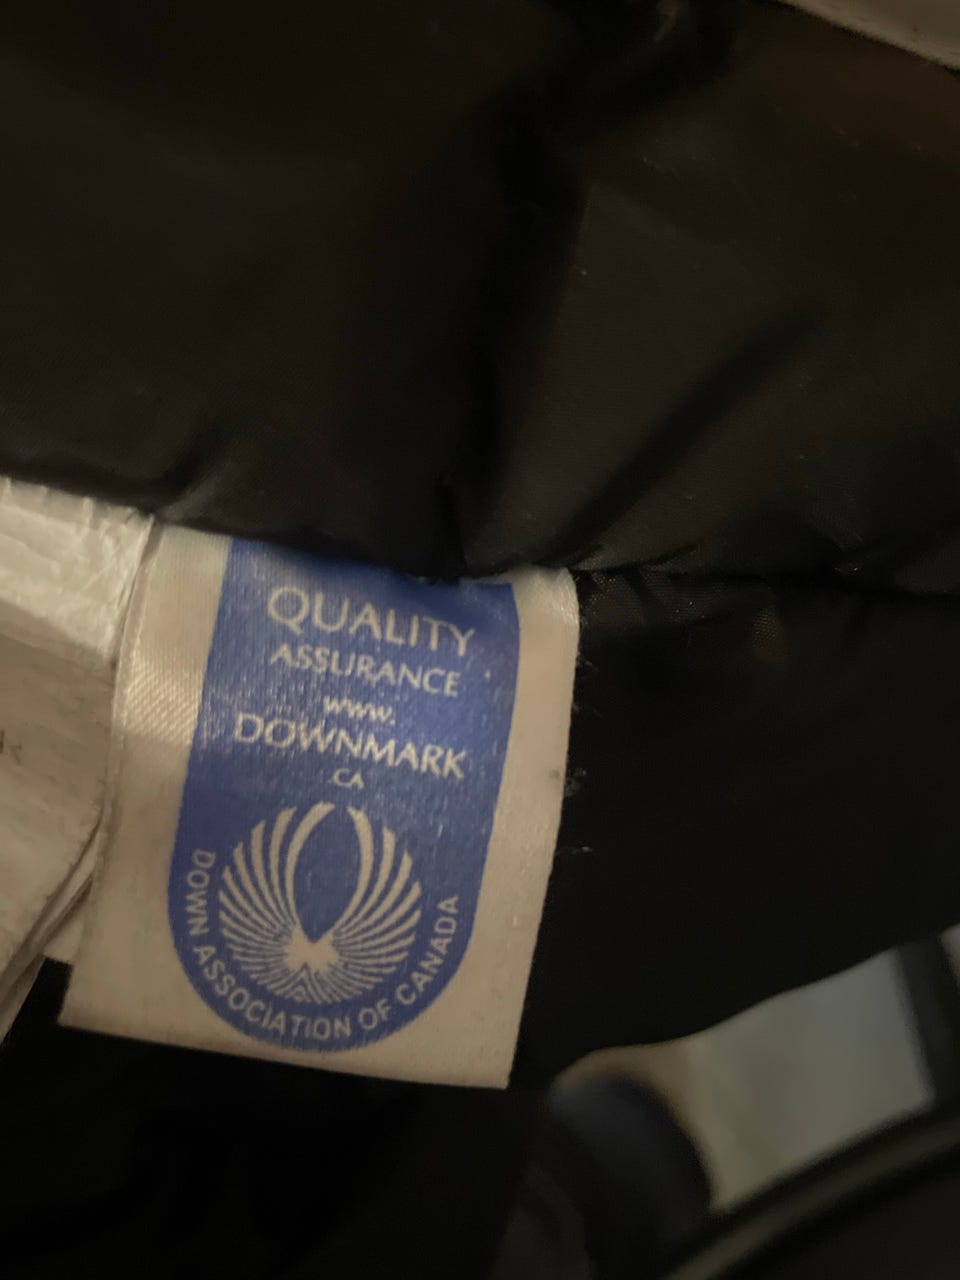 QUALITY
ASSURANCE
www.
DOWNMARK
.CA
DOWN ASSOCIATION OF CANADA